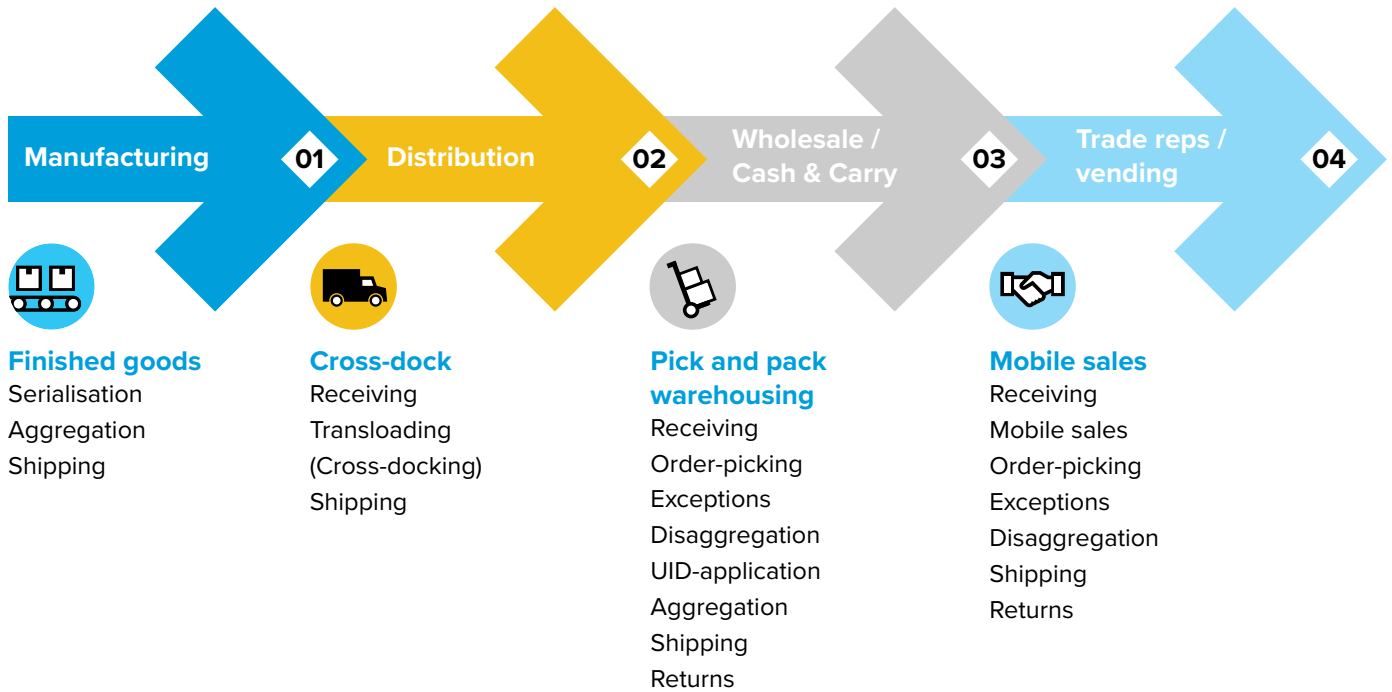 Manufacturing
01
Distribution
02
Wholesale /
Cash & Carry
03
Trade reps /
vending
04
Finished goods
Serialisation
Aggregation
Shipping
Cross-dock
Receiving
Transloading
(Cross-docking)
Shipping
Pick and pack
warehousing
Receiving
Order-picking
Exceptions
Disaggregation
UID-application
Aggregation
Shipping
Returns
Mobile sales
Receiving
Mobile sales
Order-picking
Exceptions
Disaggregation
Shipping
Returns